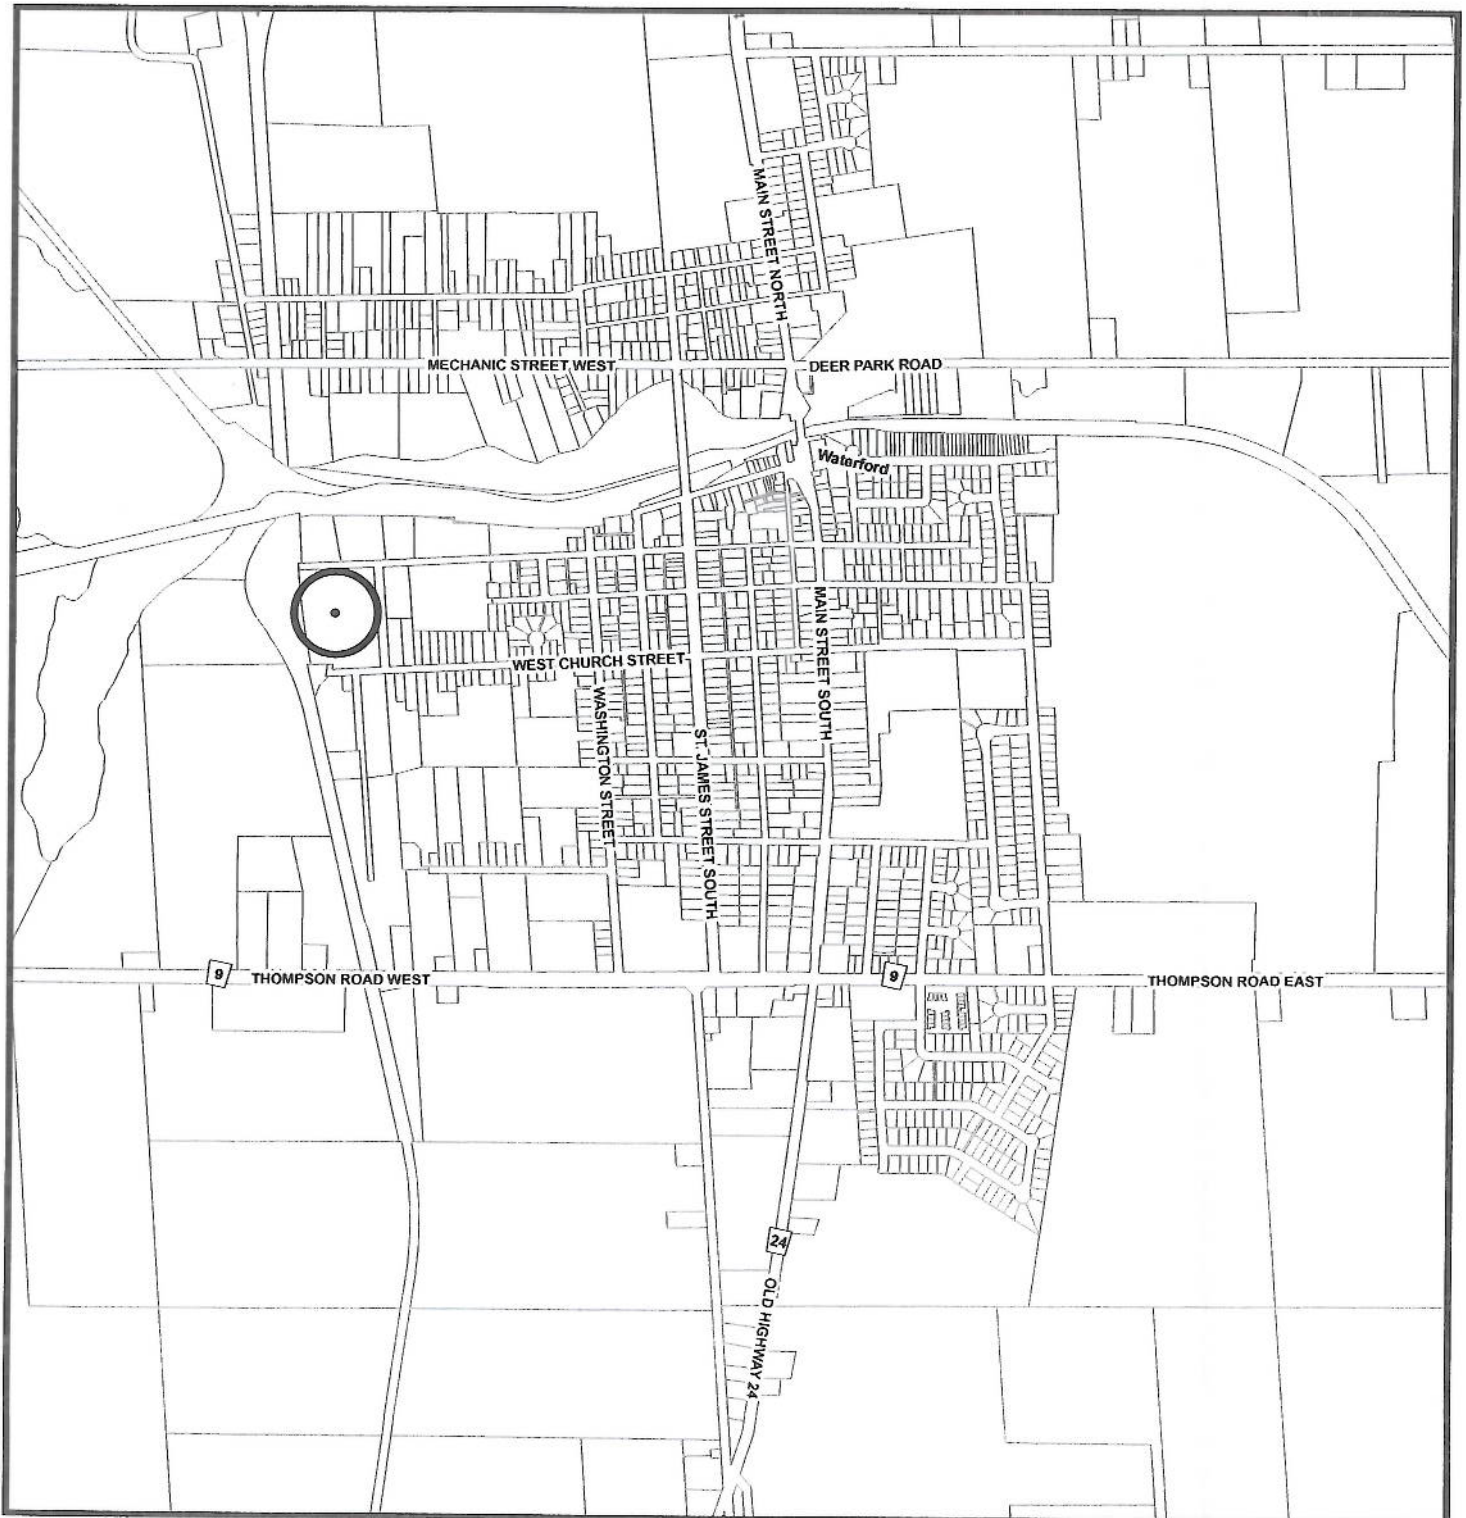 MAIN STREET NORTH
MECHANIC STREET WEST
DEER PARK ROAD
Waterford
MAIN STREET SOUTH
WEST CHURCH STREET
WASHINGTON STREET
ST. JAMES STREET SOUTH
9
THOMPSON ROAD WEST
9
THOMPSON ROAD EAST
24
OLD HIGHWAY 24